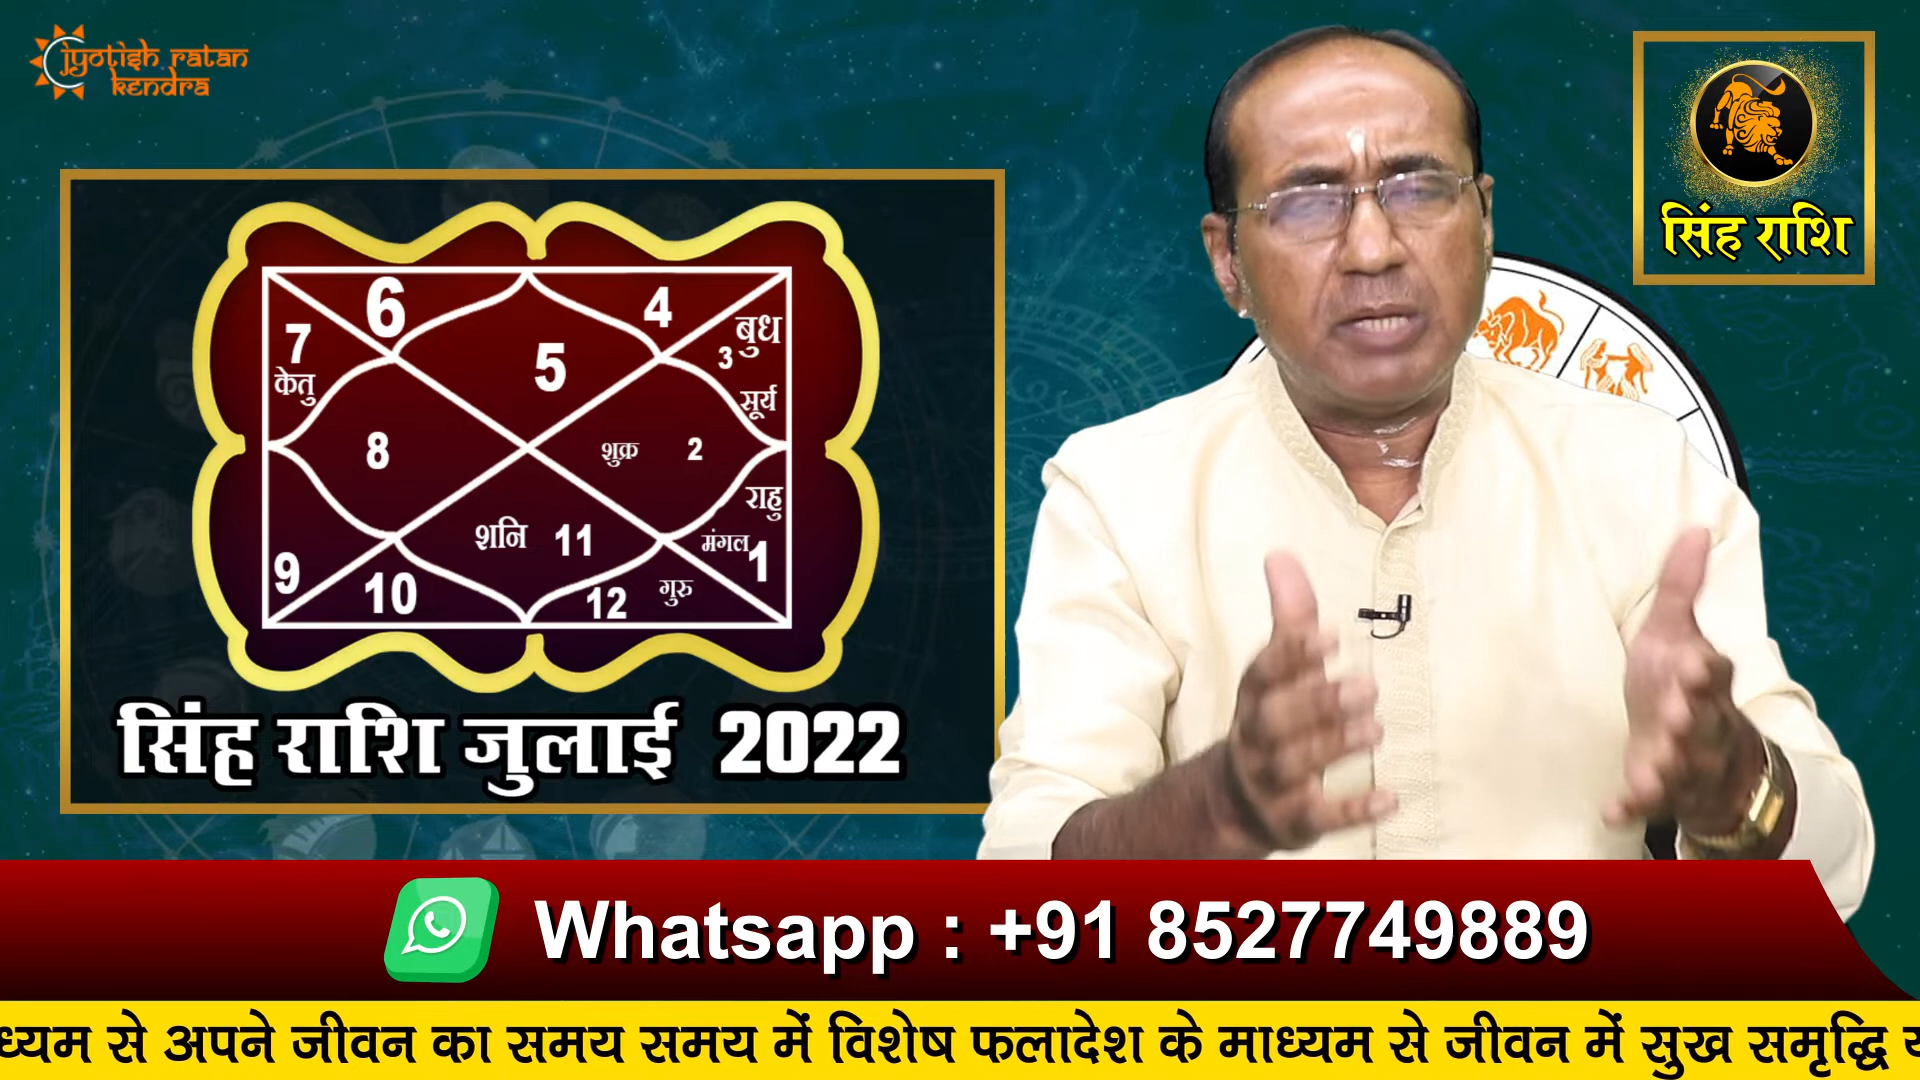 Jyotish ratan
kendra
सिंह राशि
6
4
7
बुध
3
5
केतु
सूर्य
8
शुक्र 2
राहु
शनि 11
मंगल 1
9
10
12 गुरु
सिंह राशि जुलाई 2022
Whatsapp : +91 8527749889
से अपने जीवन का समय समय में विशेष फलादेश के माध्यम से जीवन में सुख समृद्धि